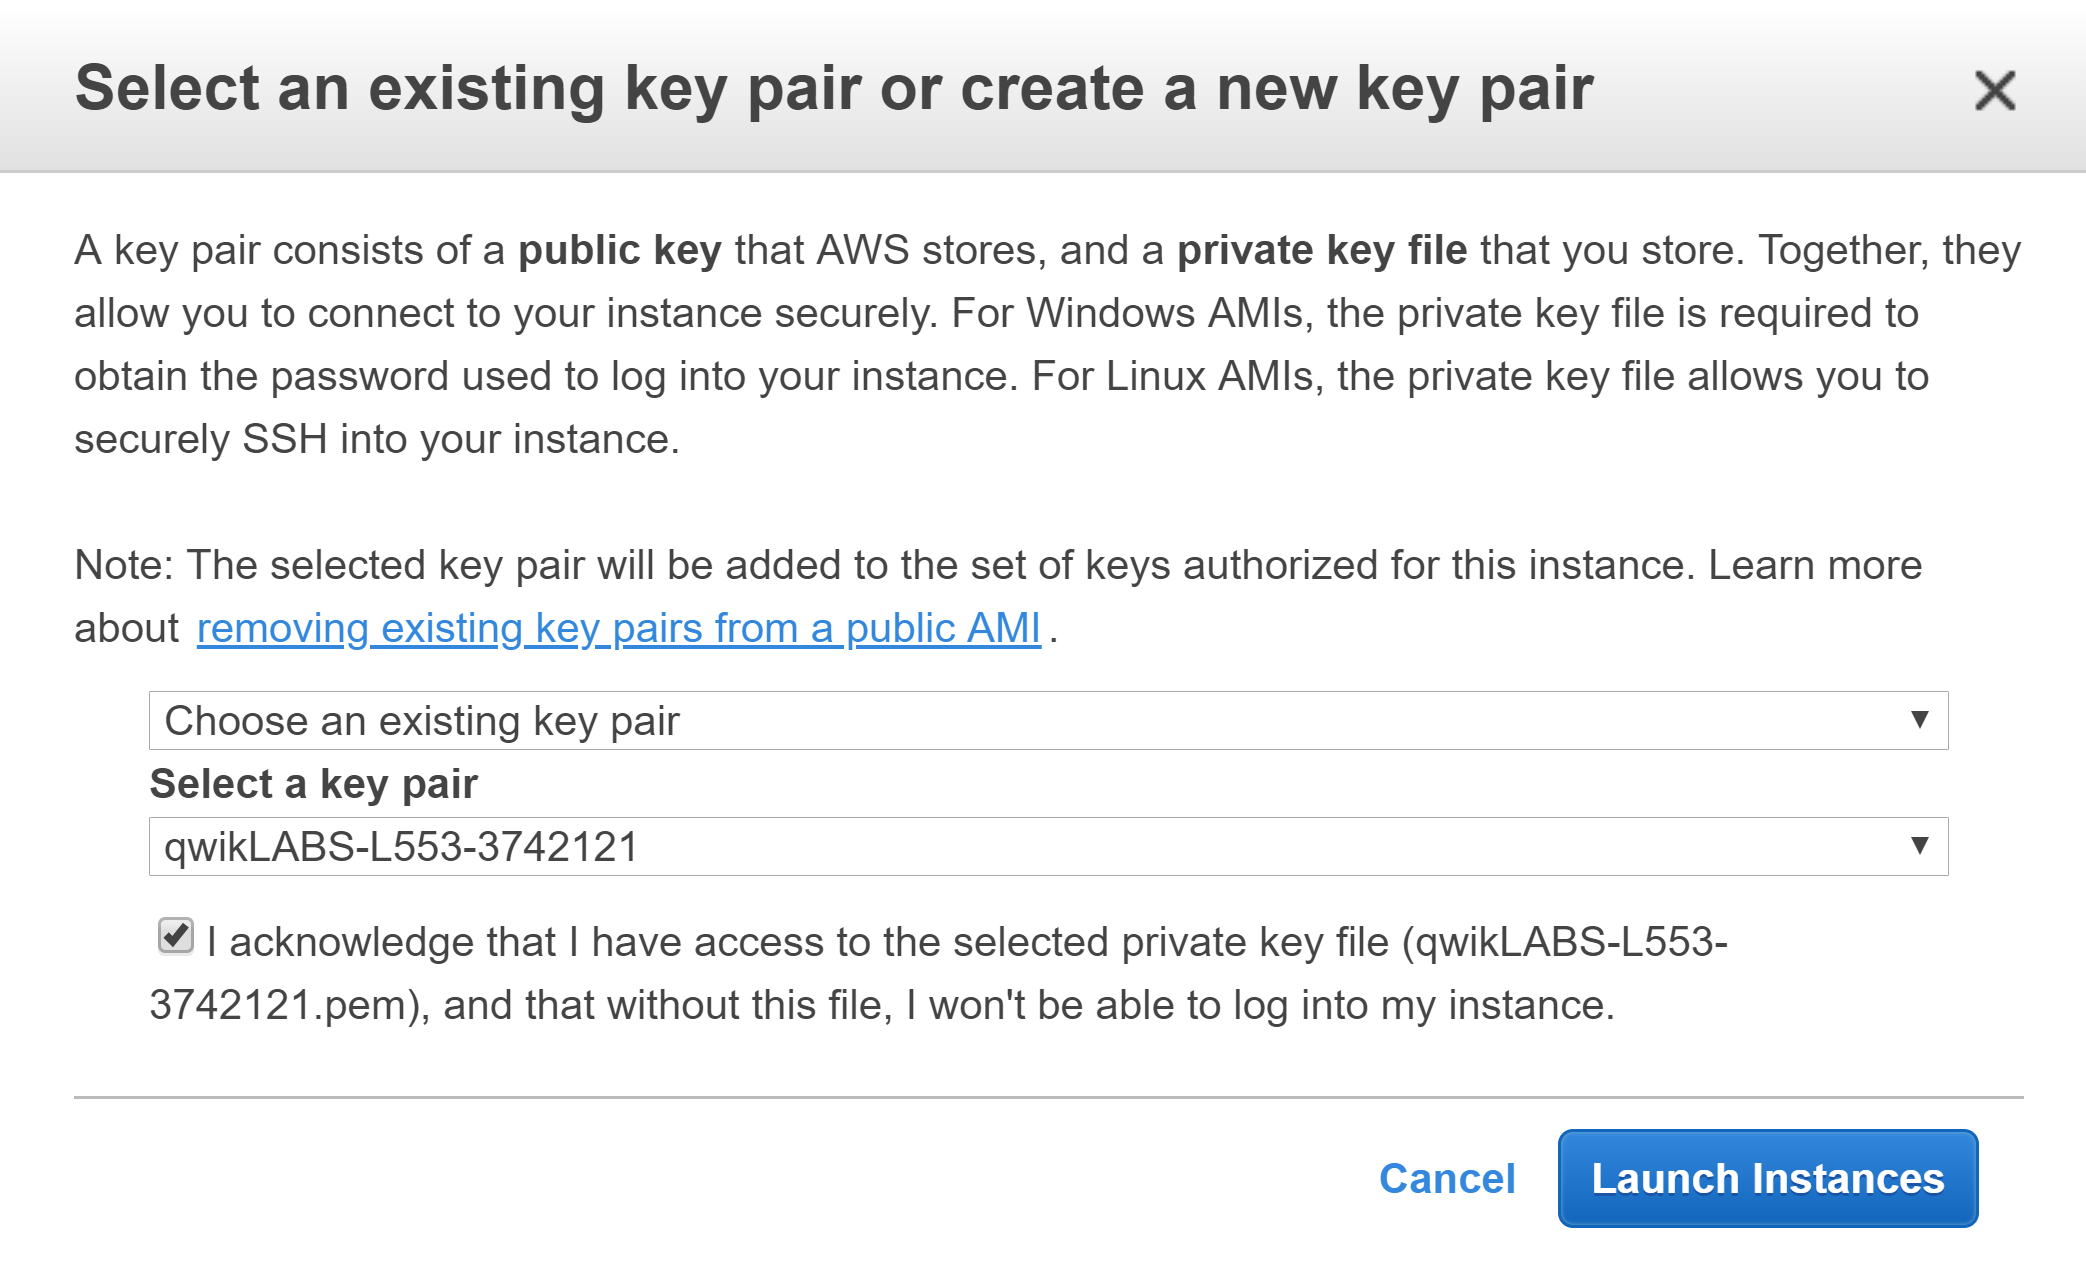 Select an existing key pair or create a new key pair
A key pair consists of a public key that AWS stores, and a private key file that you store. Together, they
allow you to connect to your instance securely. For Windows AMIs, the private key file is required to
obtain the password used to log into your instance. For Linux AMIs, the private key file allows you to
securely SSH into your instance.
Note: The selected key pair will be added to the set of keys authorized for this instance. Learn more
about removing existing key pairs from a public AMI.
Choose an existing key pair
Select a key pair
qwikLABS-L553-3742121
I acknowledge that I have access to the selected private key file (qwikLABS-L553-
3742121.pem), and that without this file, I won't be able to log into my instance.
Cancel Launch Instances